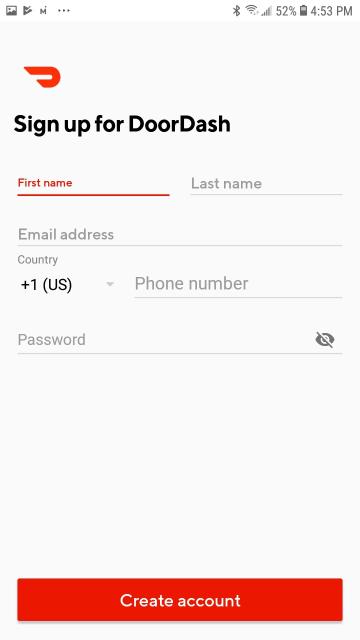 52% 4:53 PM
Sign up for DoorDash
First name
Last name
Email address
Country
+1 (US)
Phone number
Password
Create account